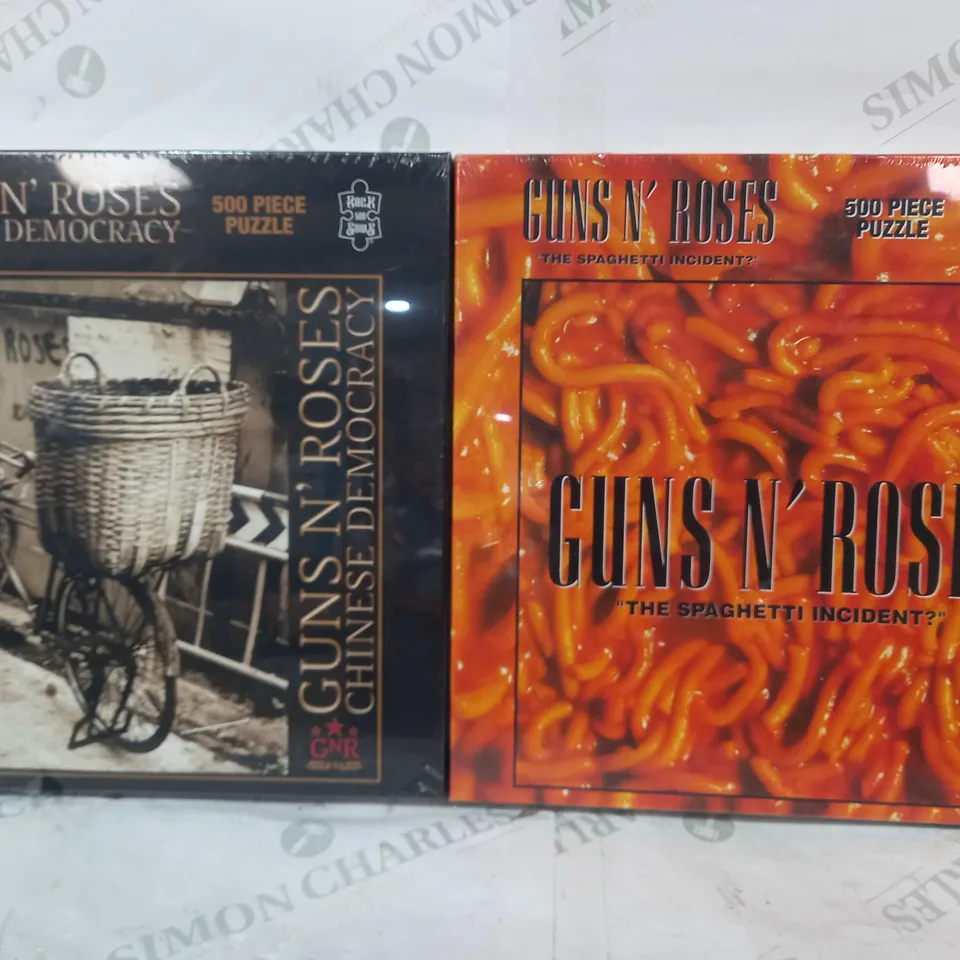 N' ROSES
DEMOCRACY
500 PIECE
PUZZLE
ROCK
SAWS
ROSES
GUNS N' ROSES
CHINESE DEMOCRACY
GNR
GUNS N' ROSES
"THE SPAGHETTI INCIDENT?"
500 PIECE
PUZZLE
GUNS N' ROSE
"THE SPAGHETTI INCIDENT?"
SIMON CHARLES